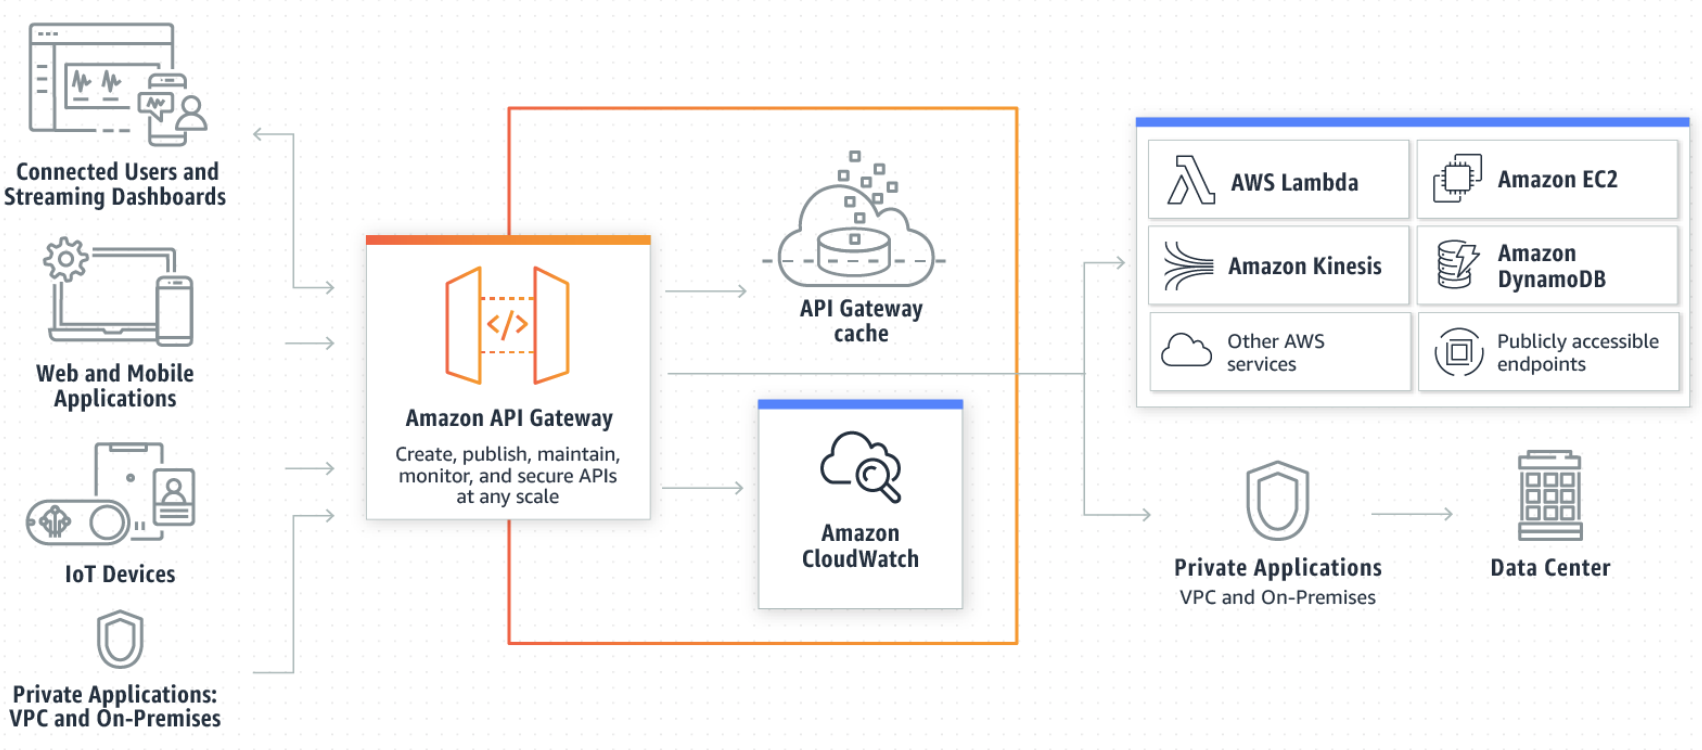 Connected Users and
Streaming Dashboards
Web and Mobile
Applications
IoT Devices
Private Applications:
VPC and On-Premises
</>
Amazon API Gateway
Create, publish, maintain,
monitor, and secure APIs
at any scale
API Gateway
cache
Amazon
CloudWatch
AWS Lambda
Amazon EC2
Amazon Kinesis
Amazon
DynamoDB
Other AWS
services
Publicly accessible
endpoints
Private Applications
VPC and On-Premises
Data Center